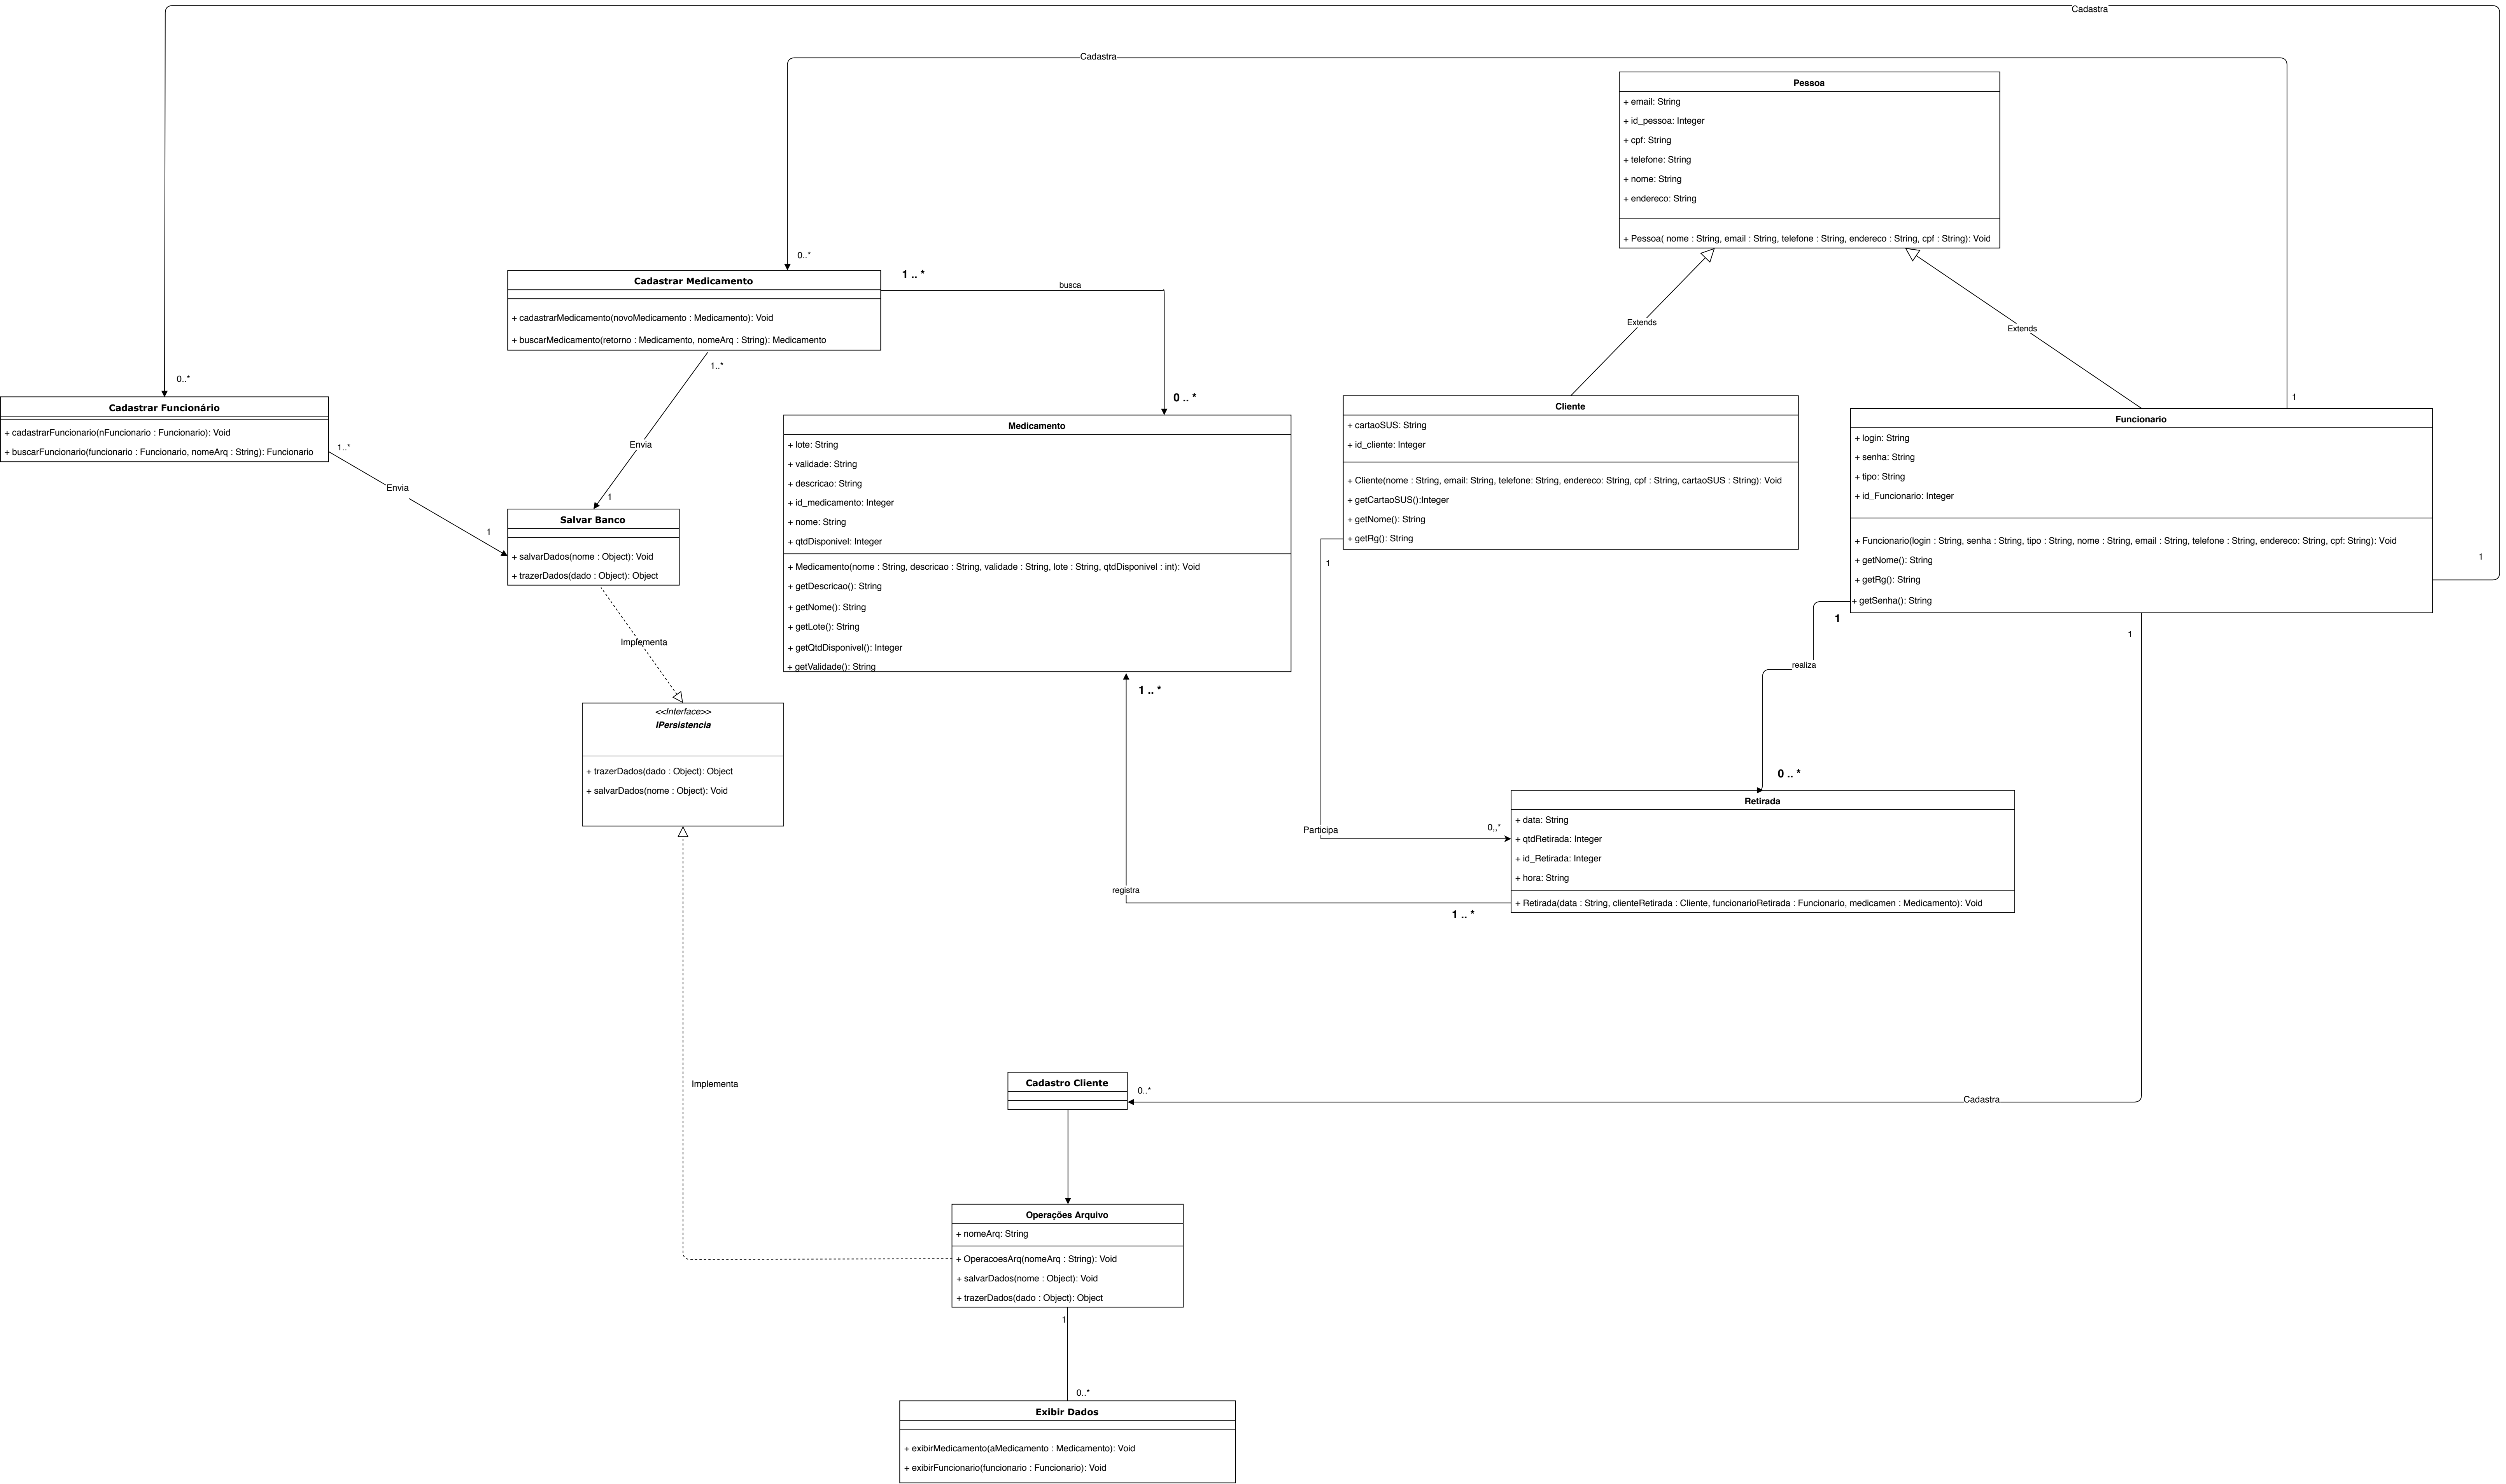 Cadastra
Cadastra
Pessoa
+ email: String
+ id_pessoa: Integer
+ cpf: String
+ telefone: String
+ nome: String
+ endereco: String
+ Pessoa( nome : String, email : String, telefone : String, endereco : String, cpf : String): Void
Extends
Extends
0..*
Cadastrar Medicamento
+ cadastrarMedicamento(novoMedicamento : Medicamento): Void
+ buscarMedicamento(retorno : Medicamento, nomeArq : String): Medicamento
1 .. *
busca
0 .. *
1..*
Envia
1
0..*
Cadastrar Funcionário
+ cadastrarFuncionario(nFuncionario : Funcionario): Void
+ buscarFuncionario(funcionario : Funcionario, nomeArq : String): Funcionario
1..*
Envia
1
Salvar Banco
+ salvarDados(nome : Object): Void
+ trazerDados(dado : Object): Object
Implementa
<<Interface>>
IPersistencia
+ trazerDados(dado : Object): Object
+ salvarDados(nome : Object): Void
Medicamento
+ lote: String
+ validade: String
+ descricao: String
+ id_medicamento: Integer
+ nome: String
+ qtdDisponivel: Integer
+ Medicamento(nome : String, descricao : String, validade : String, lote : String, qtdDisponivel : int): Void
+ getDescricao(): String
+ getNome(): String
+ getLote(): String
+ getQtdDisponivel(): Integer
+ getValidade(): String
1 .. *
Cliente
+ cartaoSUS: String
+ id_cliente: Integer
+ Cliente(nome : String, email: String, telefone: String, endereco: String, cpf : String, cartaoSUS : String): Void
+ getCartaoSUS():Integer
+ getNome(): String
+ getRg(): String
1
1
Funcionario
+ login: String
+ senha: String
+ tipo: String
+ id_Funcionario: Integer
+ Funcionario(login : String, senha : String, tipo : String, nome : String, email : String, telefone : String, endereco: String, cpf: String): Void
+ getNome(): String
+ getRg(): String
+ getSenha(): String
1
1
1
realiza
0 .. *
Participa
0,,*
Retirada
+ data: String
+ qtdRetirada: Integer
+ id_Retirada: Integer
+ hora: String
+ Retirada(data : String, clienteRetirada : Cliente, funcionarioRetirada : Funcionario, medicamen : Medicamento): Void
registra
1 .. *
Implementa
Cadastro Cliente
0..*
Cadastra
Operações Arquivo
+ nomeArq: String
+ OperacoesArq(nomeArq : String): Void
+ salvarDados(nome : Object): Void
+ trazerDados(dado : Object): Object
1
0..*
Exibir Dados
+ exibirMedicamento(aMedicamento : Medicamento): Void
+ exibirFuncionario(funcionario : Funcionario): Void